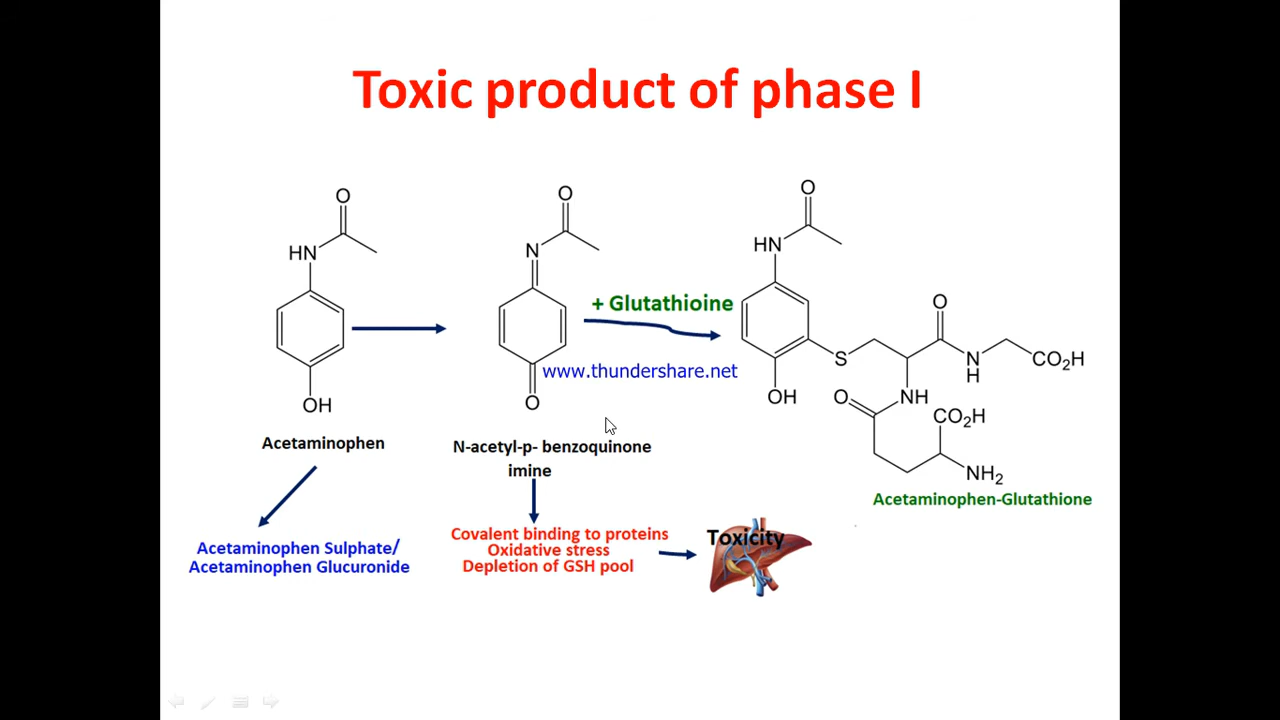 Toxic product of phase I
O
HN
OH
Acetaminophen
O
N
O
N-acetyl-p- benzoquinone
imine
+ Glutathioine
www.thundershare.net
O
HN
OH
S
O
N
H
CO2H
O
NH
CO2H
NH2
Acetaminophen-Glutathione
Acetaminophen Sulphate/
Acetaminophen Glucuronide
Covalent binding to proteins
Oxidative stress
Depletion of GSH pool
Toxicity